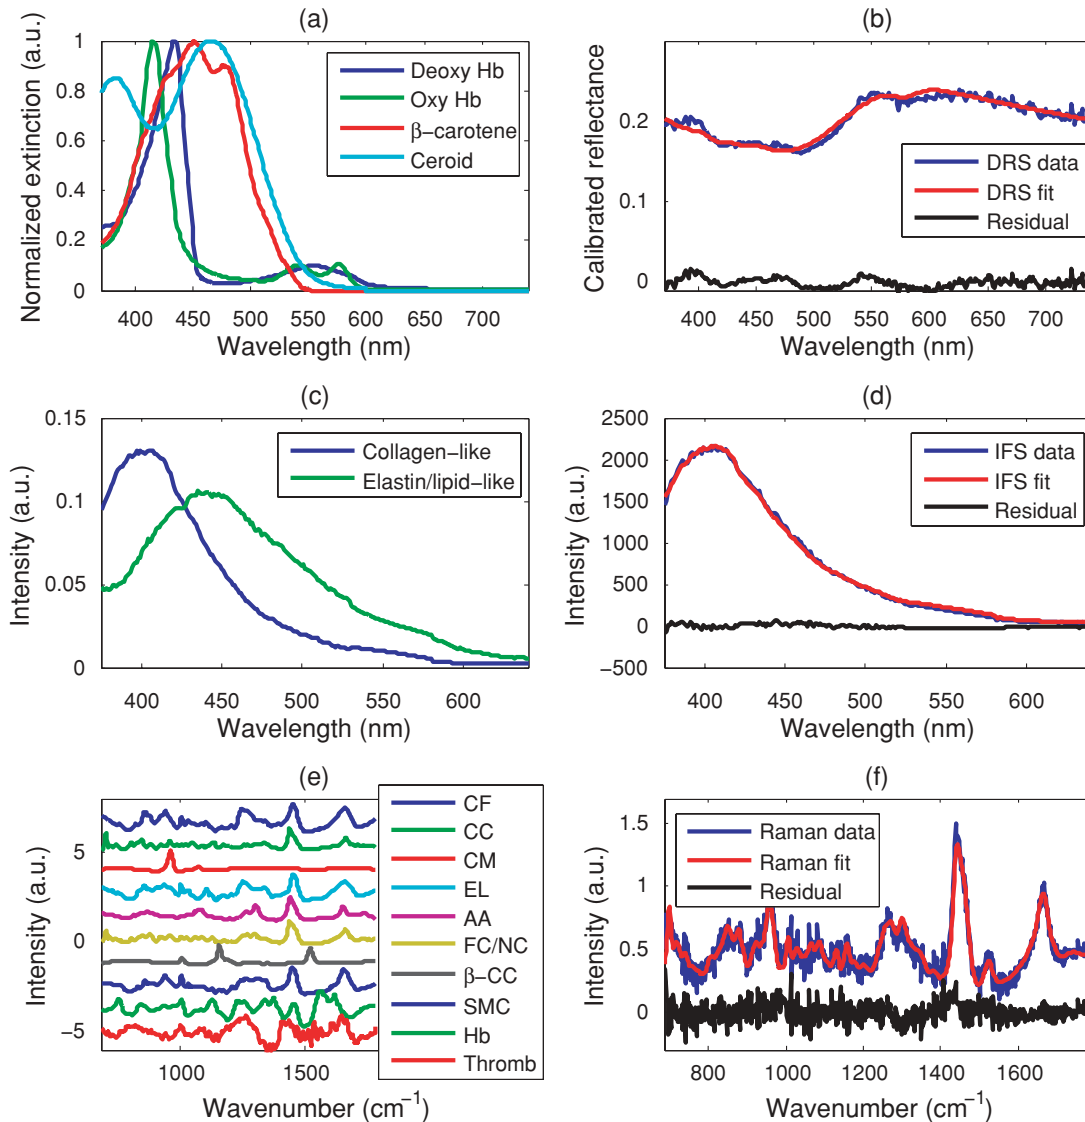 (a)
Normalized extinction (a.u.)
1
0.8
0.6
0.4
0.2
0
Deoxy Hb
Oxy Hb
β−carotene
Ceroid
400 450 500 550 600 650 700
Wavelength (nm)
(b)
Calibrated reflectance
0.2
0.1
0
DRS data
DRS fit
Residual
400 450 500 550 600 650 700
Wavelength (nm)
(c)
Intensity (a.u.)
0.15
0.1
0.05
0
Collagen−like
Elastin/lipid−like
400 450 500 550 600
Wavelength (nm)
(d)
Intensity (a.u.)
2500
2000
1500
1000
500
0
−500
IFS data
IFS fit
Residual
400 450 500 550 600
Wavelength (nm)
(e)
Intensity (a.u.)
5
0
−5
CF
CC
CM
EL
AA
FC/NC
β−CC
SMC
Hb
Thromb
1000 1500
Wavenumber (cm⁻¹)
(f)
Intensity (a.u.)
1.5
1
0.5
0
Raman data
Raman fit
Residual
800 1000 1200 1400 1600
Wavenumber (cm⁻¹)